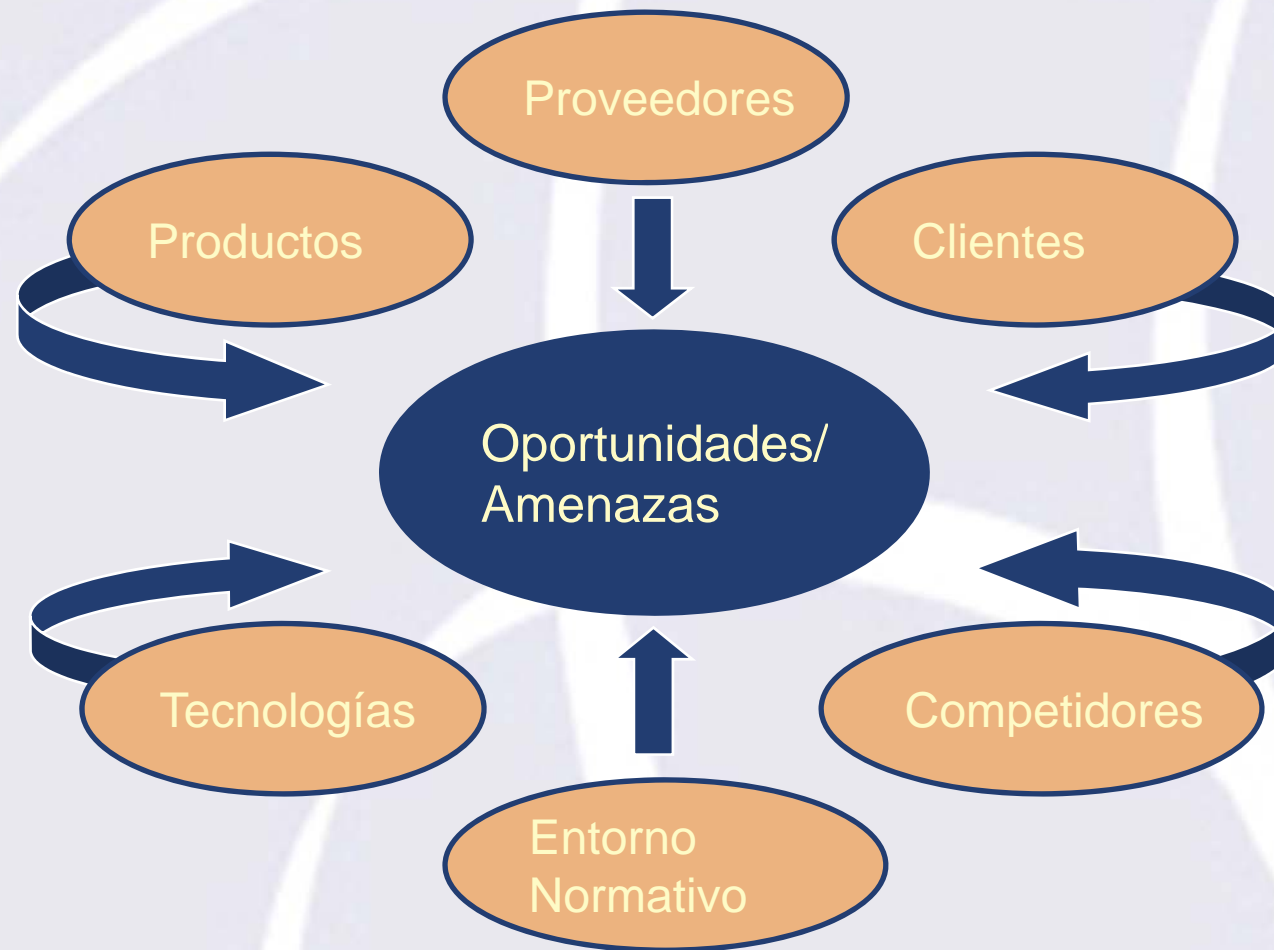 Proveedores
Productos
Clientes
Oportunidades/
Amenazas
Tecnologías
Competidores
Entorno
Normativo